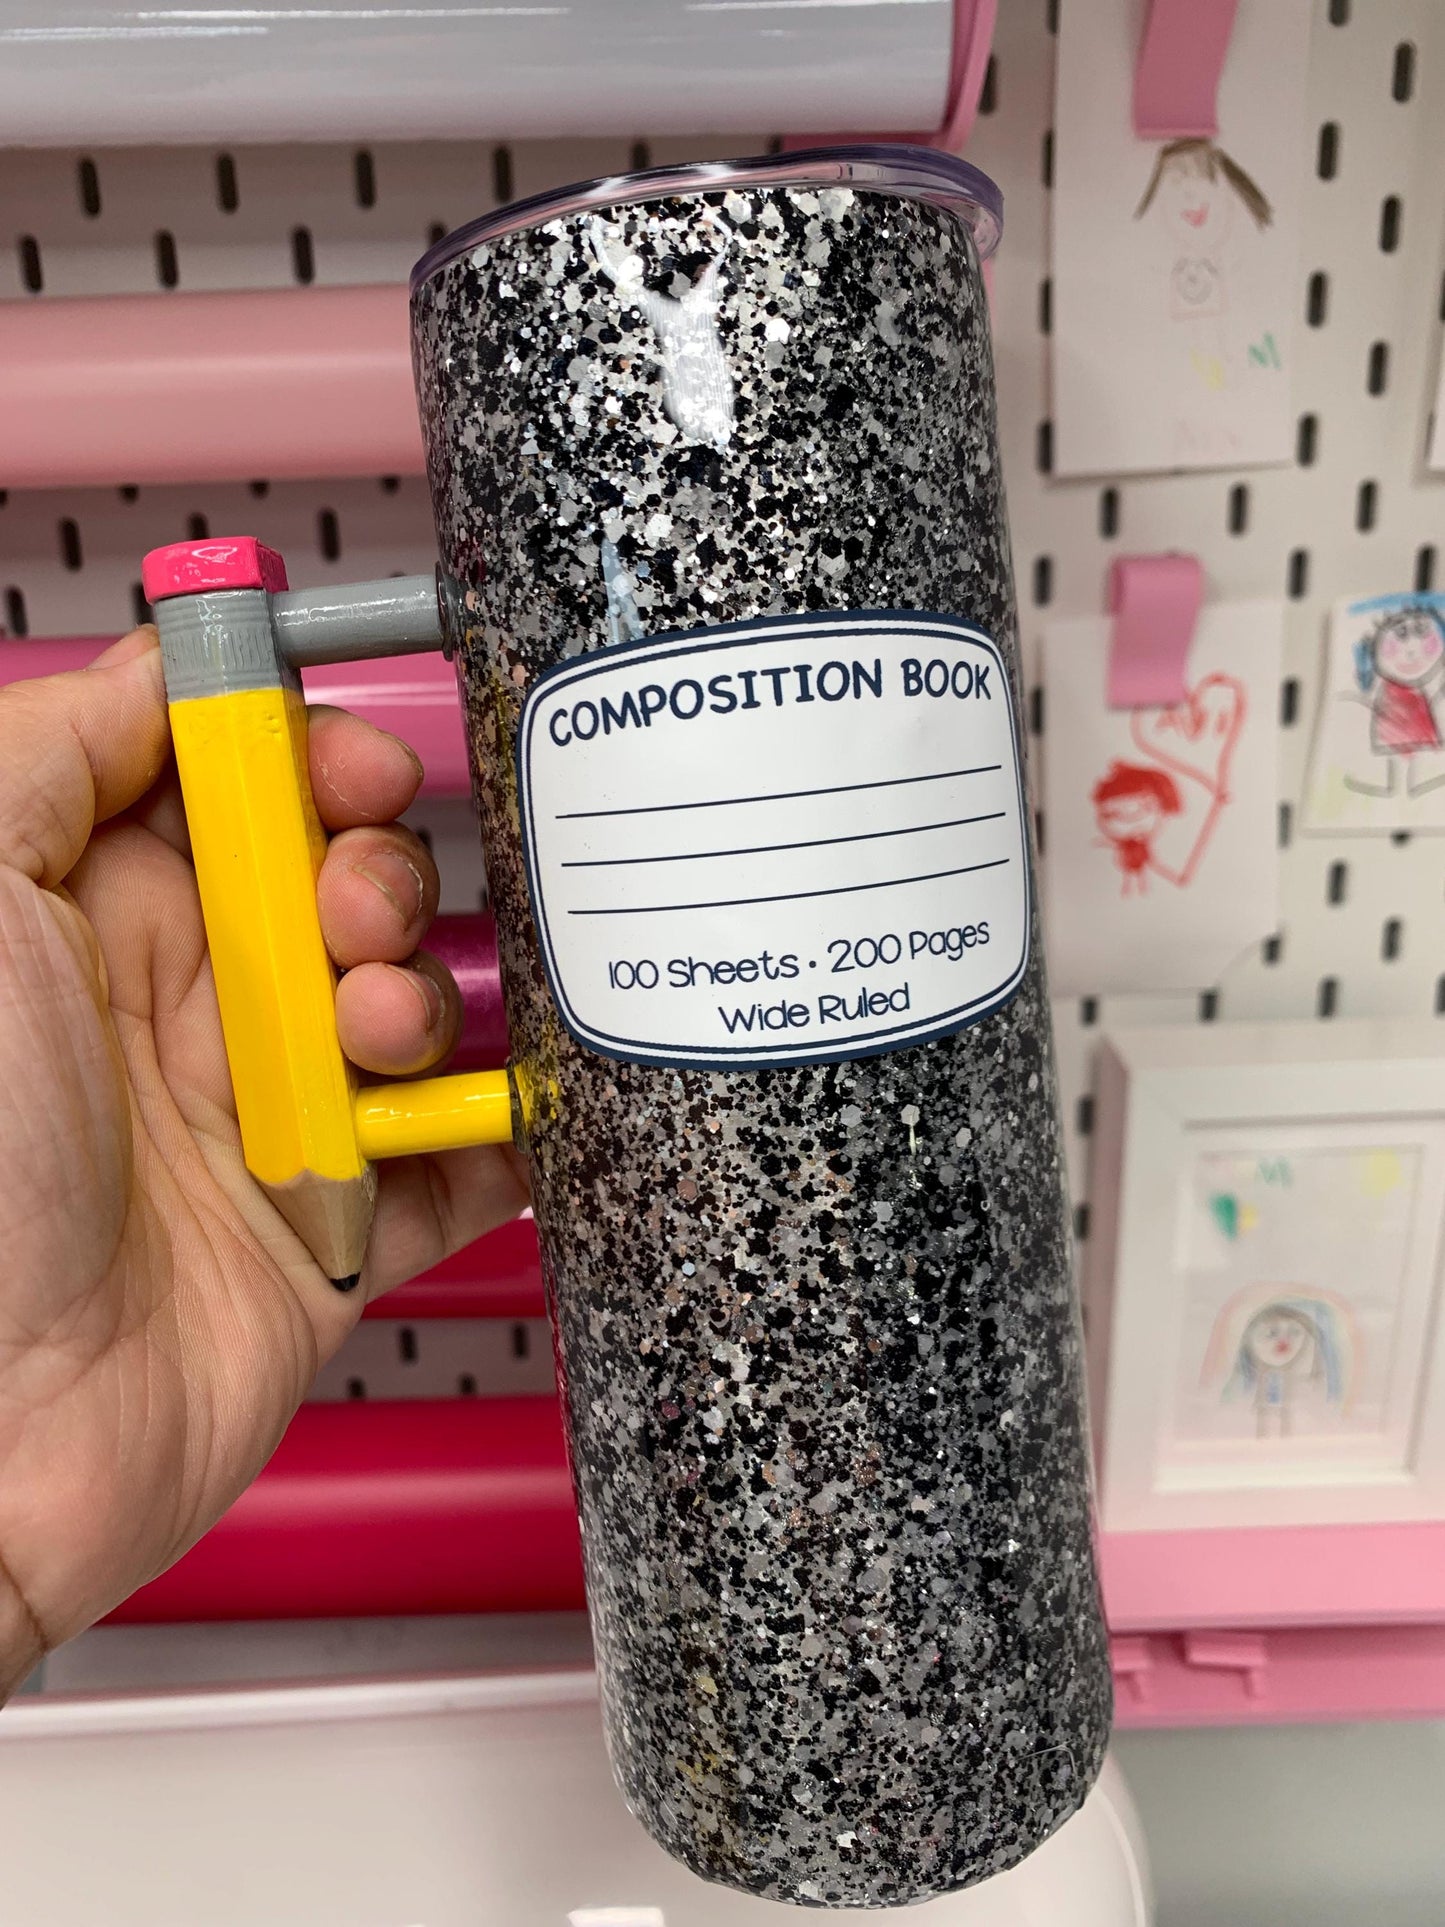 COMPOSITION BOOK
100 Sheets • 200 Pages
Wide Ruled